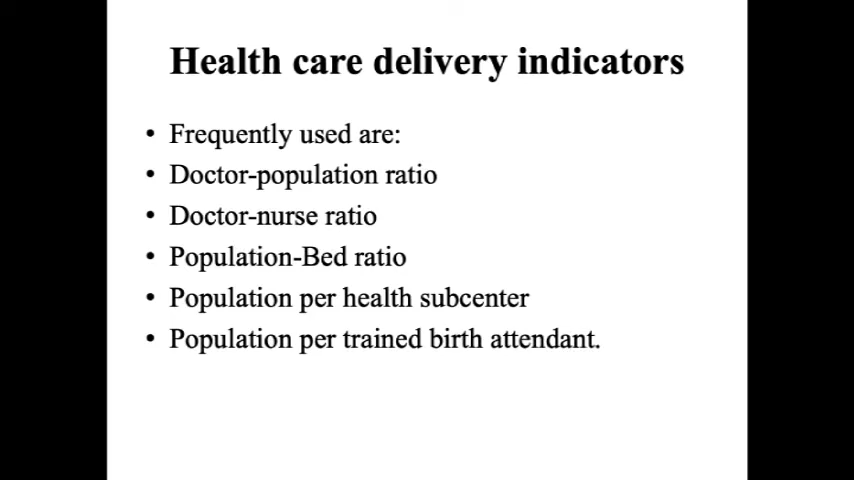 Health care delivery indicators
• Frequently used are:
• Doctor-population ratio
• Doctor-nurse ratio
• Population-Bed ratio
• Population per health subcenter
• Population per trained birth attendant.